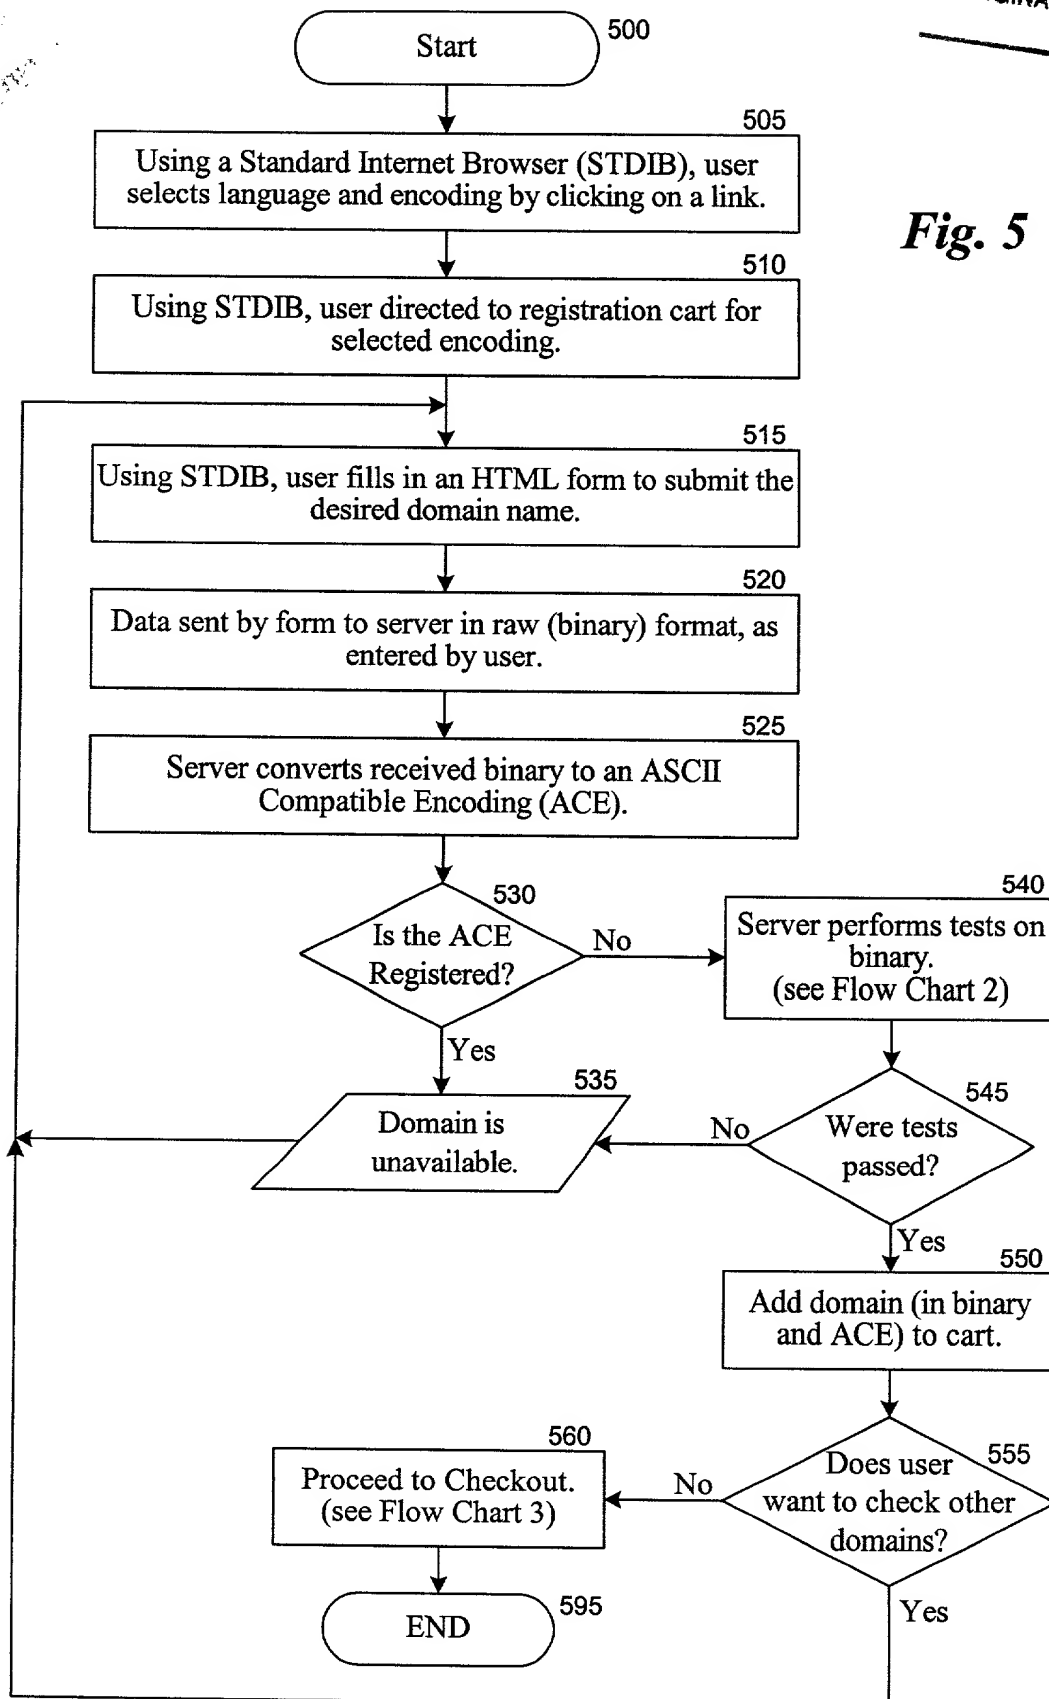 Start
500
505
Using a Standard Internet Browser (STDIB), user
selects language and encoding by clicking on a link.
Fig. 5
510
Using STDIB, user directed to registration cart for
selected encoding.
515
Using STDIB, user fills in an HTML form to submit the
desired domain name.
520
Data sent by form to server in raw (binary) format, as
entered by user.
525
Server converts received binary to an ASCII
Compatible Encoding (ACE).
530
Is the ACE
Registered?
No
540
Server performs tests on
binary.
(see Flow Chart 2)
Yes
535
Domain is
unavailable.
No
545
Were tests
passed?
Yes
550
Add domain (in binary
and ACE) to cart.
555
Does user
want to check other
domains?
No
560
Proceed to Checkout.
(see Flow Chart 3)
Yes
END
595